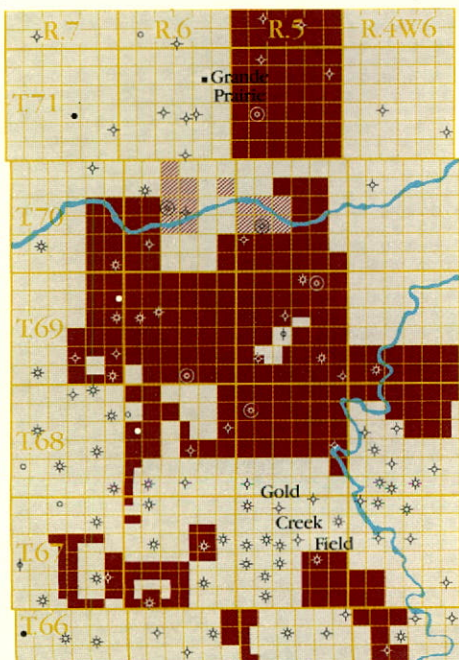 R.7 R.6 R.5 R.4W6
Grande
Prairie
T.71
T.70
T.69
T.68
Gold
Creek
Field
T.67
T.66